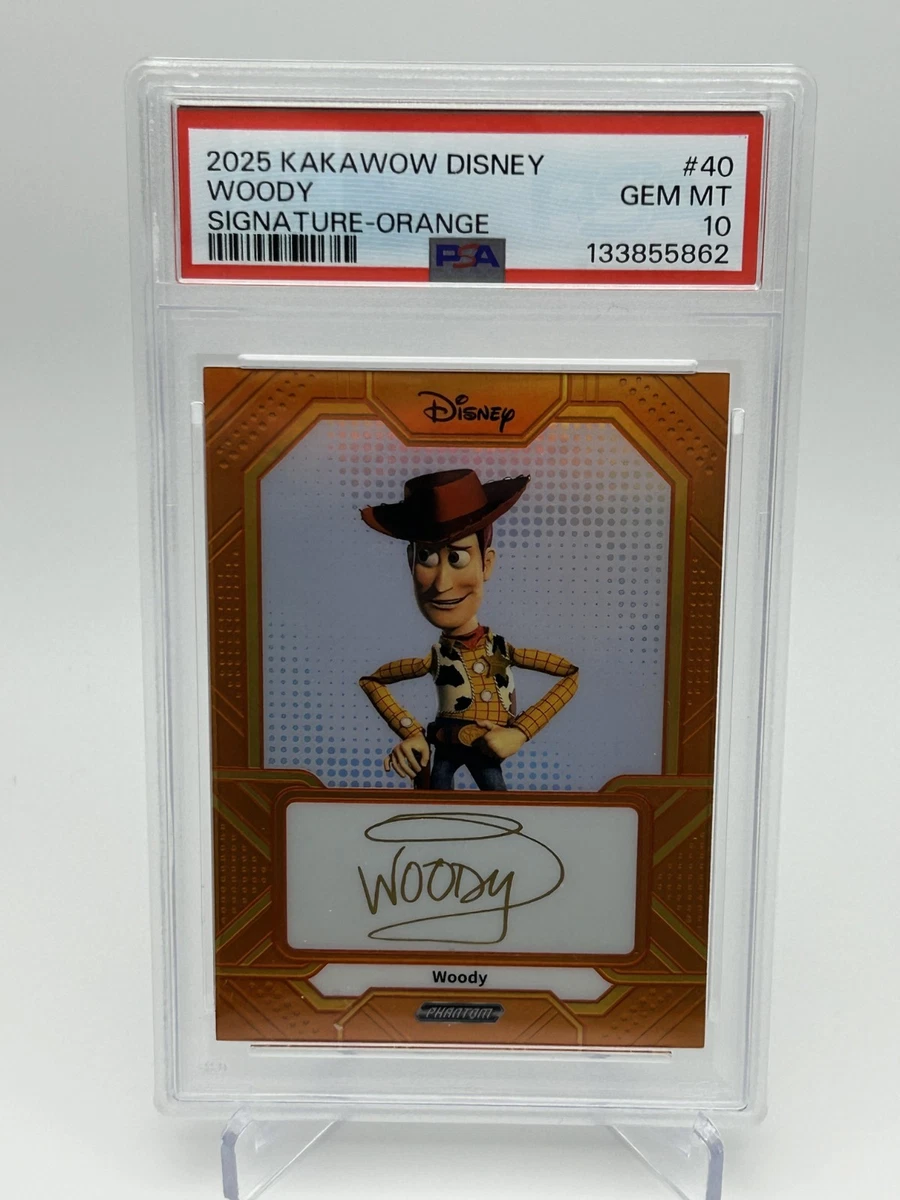 2025 KAKAWOW DISNEY #40
WOODY GEM MT
SIGNATURE-ORANGE 10
PSA 133855862
Disney
WOODY
Woody
PHANTOM